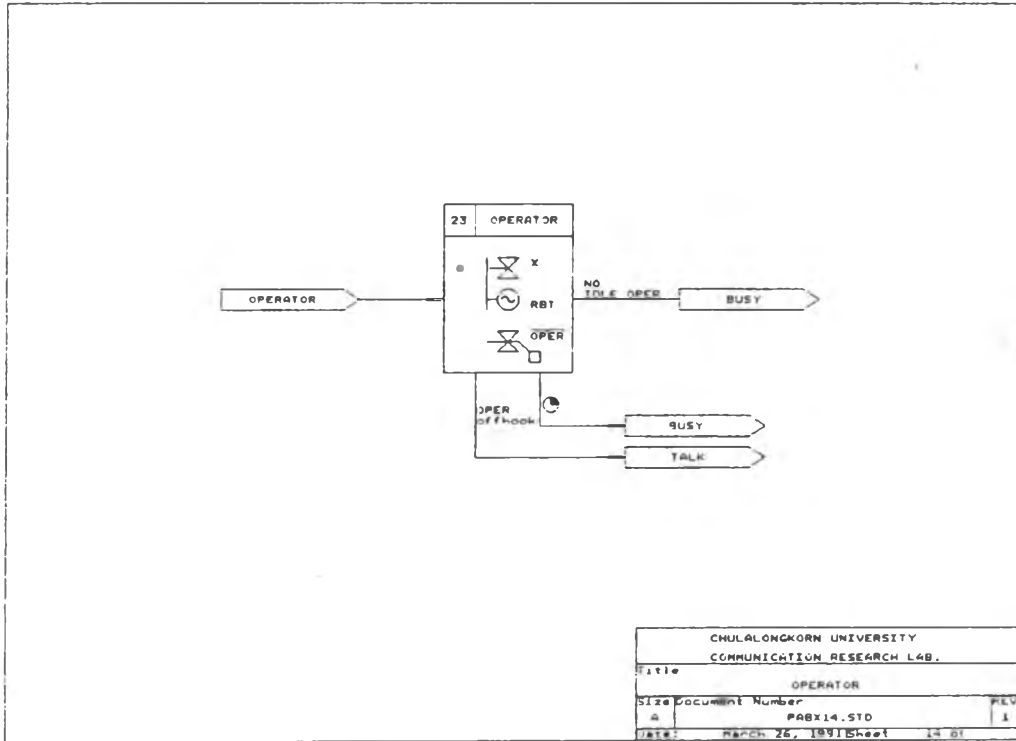 23 OPERATOR
X
OPERATOR
RBT
NO
IDLE OPER
BUSY
OPER
OPER
offhook
BUSY
TALK
CHULALONGKORN UNIVERSITY
COMMUNICATION RESEARCH LAB.
Title
OPERATOR
Size Document Number REV
A PABX14.STD 1
Date: March 26, 1991 Sheet 14 of